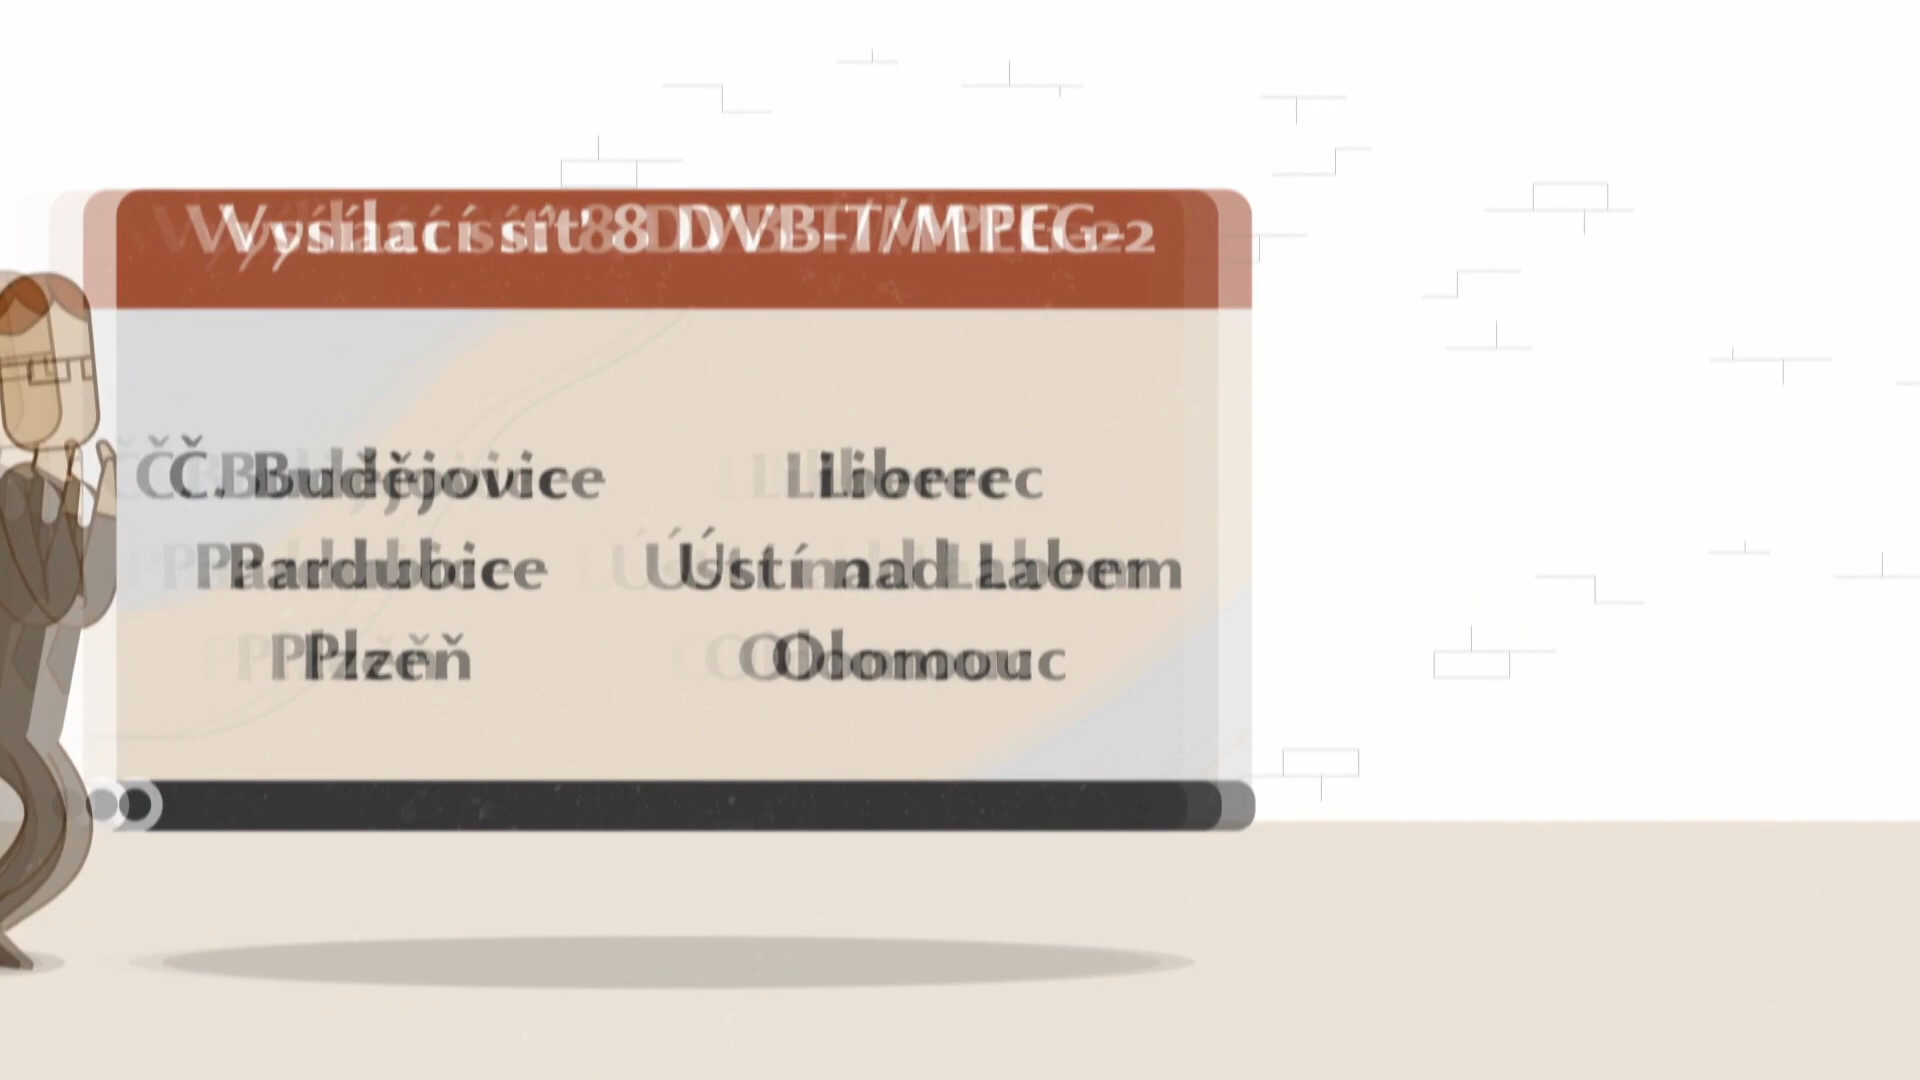 Vysílací síť 8 DVB-T/MPEG-2
Č. Budějovice
Liberec
Pardubice
Ústí nad Labem
Plzeň
Olomouc